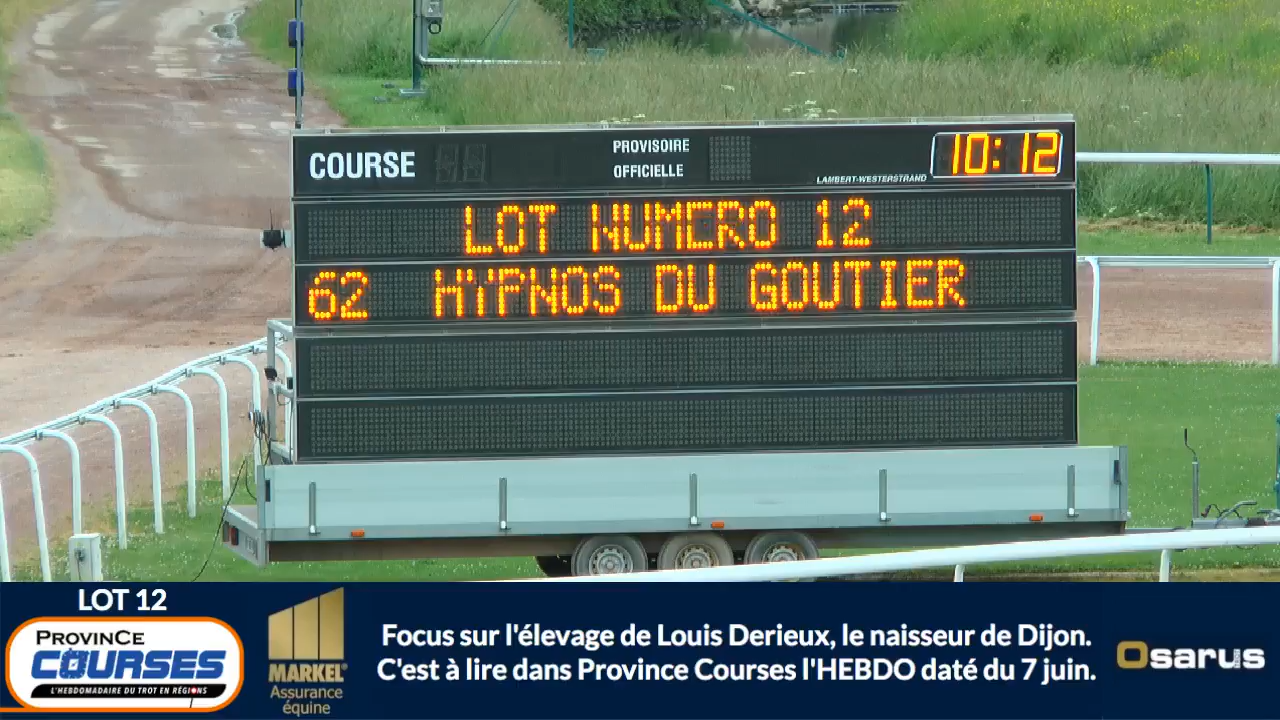 COURSE
PROVISOIRE
OFFICIELLE
10:12
LAMBERT-WESTERSTRAND
LOT NUMERO 12
62 HYPNOS DU GOUTIER
LOT 12
PROVINCE
COURSES
L'HEBDOMADAIRE DU TROT EN RÉGIONS
MARKEL
Assurance
équine
Focus sur l'élevage de Louis Derieux, le naisseur de Dijon.
C'est à lire dans Province Courses l'HEBDO daté du 7 juin.
Osarus